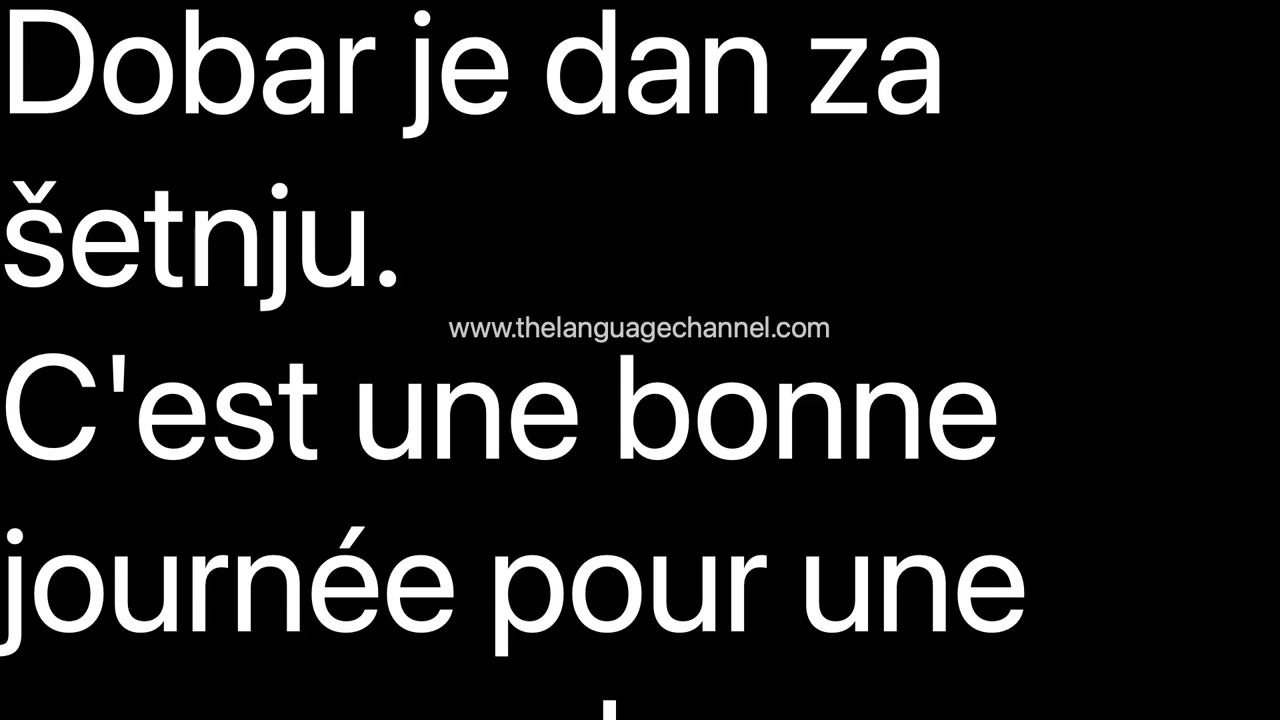 Dobar je dan za
šetnju.
www.thelanguagechannel.com
C'est une bonne
journée pour une